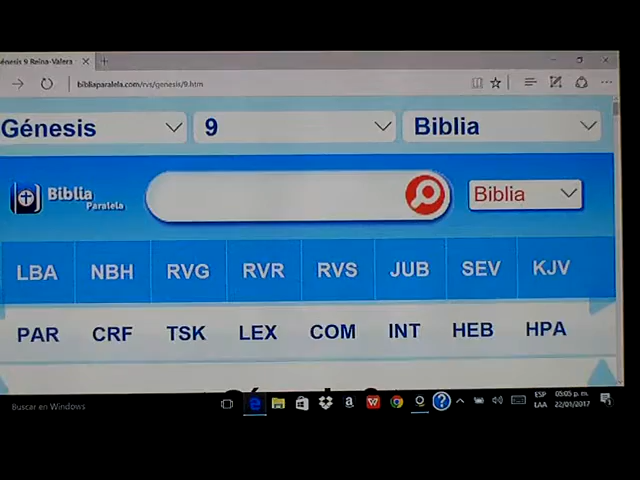 Génesis 9 Reina-Valera
bibliaparalela.com/rvs/genesis/9.htm
Génesis 9 Biblia
Biblia
Paralela
Biblia
LBA NBH RVG RVR RVS JUB SEV KJV
PAR CRF TSK LEX COM INT HEB HPA
Buscar en Windows
ESP 05:05 p. m.
LAA 22/01/2017